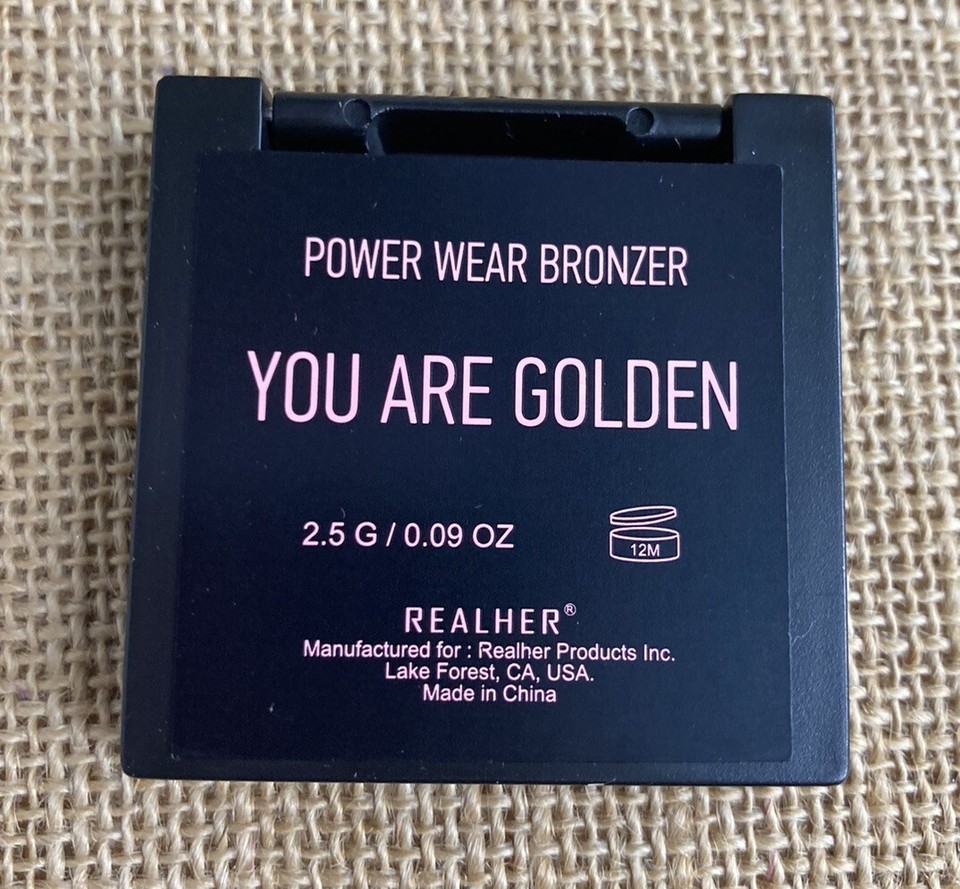 POWER WEAR BRONZER
YOU ARE GOLDEN
2.5 G / 0.09 OZ
12M
REALHER®
Manufactured for : Realher Products Inc.
Lake Forest, CA, USA.
Made in China